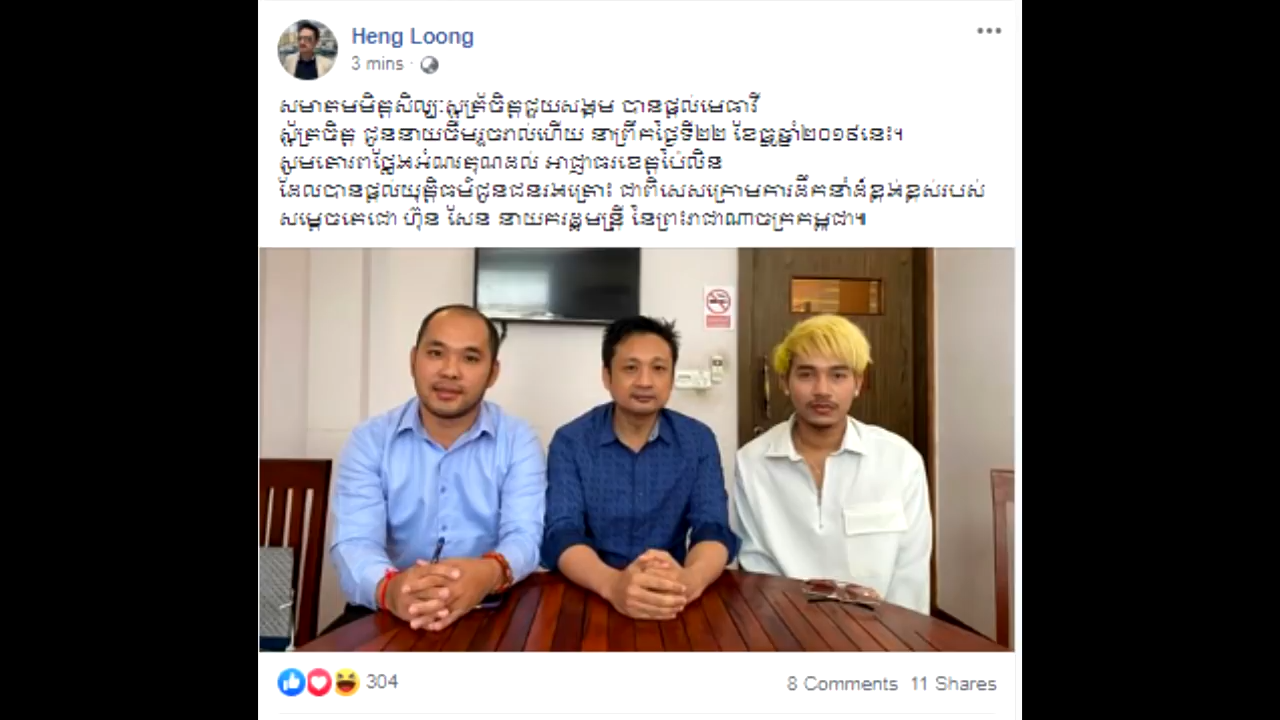 Heng Loong
3 mins ·
សមាគមមិត្តសិល្បៈស្ម័គ្រចិត្តជួយសង្គម បានផ្តល់មេធាវី
ស្ម័គ្រចិត្ត ជូននាយចឺមរួចរាល់ហើយ នាព្រឹកថ្ងៃទី២២ ខែធ្នូឆ្នាំ២០១៩នេះ។
សូមគោរពថ្លែងអំណរគុណដល់ អាជ្ញាធរខេត្តប៉ៃលិន
ដែលបានផ្តល់យុត្តិធម៌ជូនជនរងគ្រោះ ជាពិសេសក្រោមការដឹកនាំដ៏ខ្ពង់ខ្ពស់របស់
សម្តេចតេជោ ហ៊ុន សែន នាយករដ្ឋមន្ត្រី នៃព្រះរាជាណាចក្រកម្ពុជា៕
304
8 Comments 11 Shares